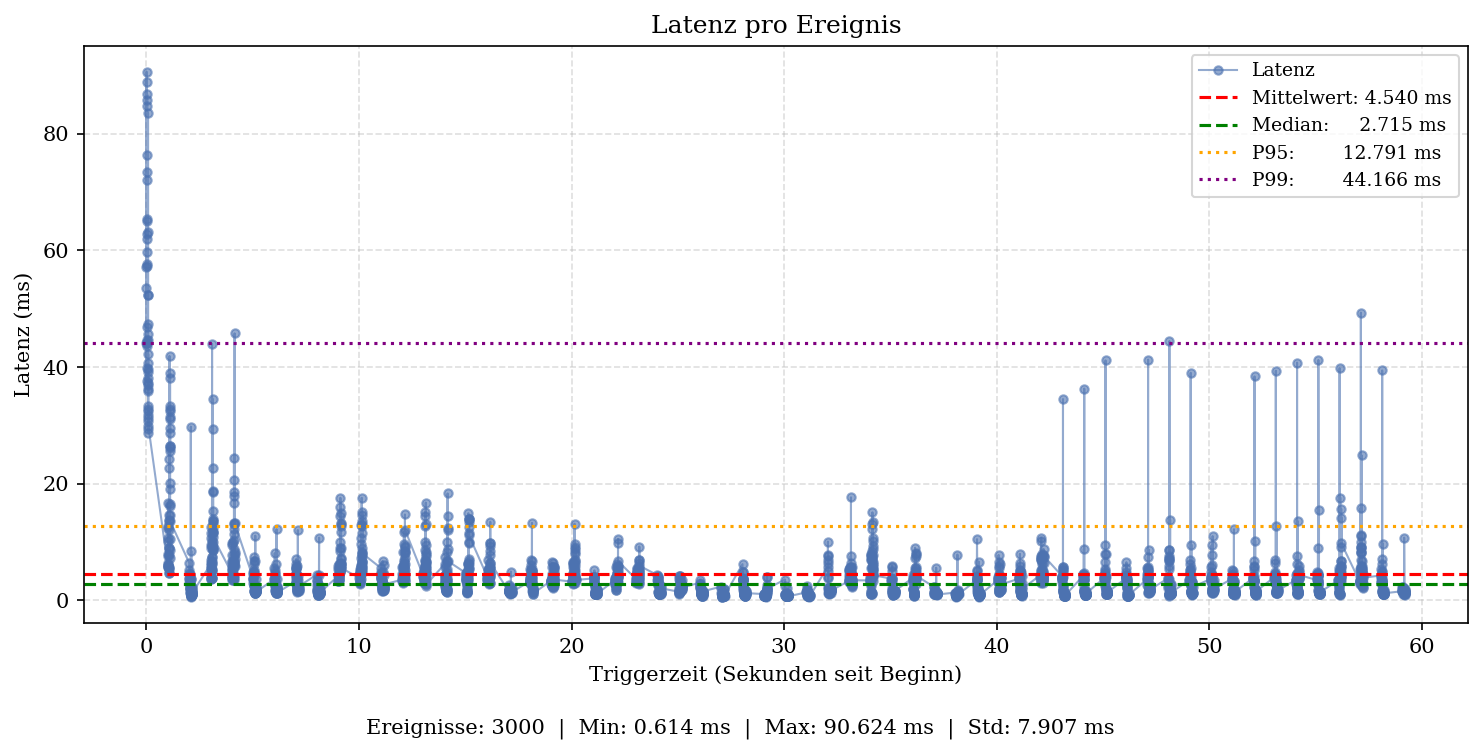 Latenz pro Ereignis
Latenz
Mittelwert: 4.540 ms
Median: 2.715 ms
P95: 12.791 ms
P99: 44.166 ms
Latenz (ms)
80
60
40
20
0
0 10 20 30 40 50 60
Triggerzeit (Sekunden seit Beginn)
Ereignisse: 3000 | Min: 0.614 ms | Max: 90.624 ms | Std: 7.907 ms